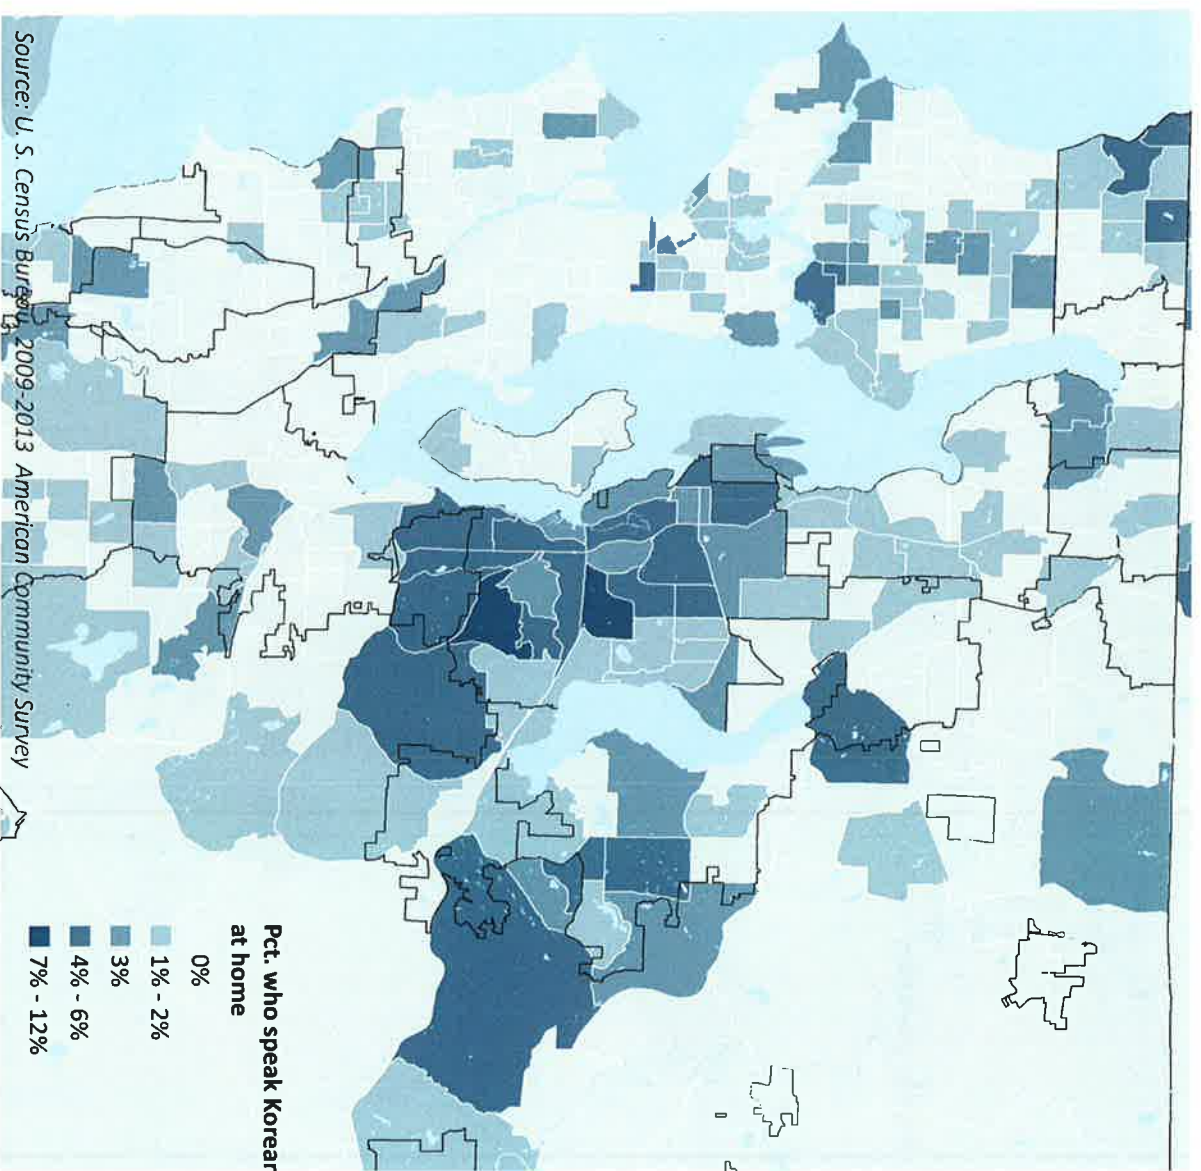 Pct. who speak Korean
at home
0%
1% - 2%
3%
4% - 6%
7% - 12%
Source: U. S. Census Bureau, 2009-2013 American Community Survey